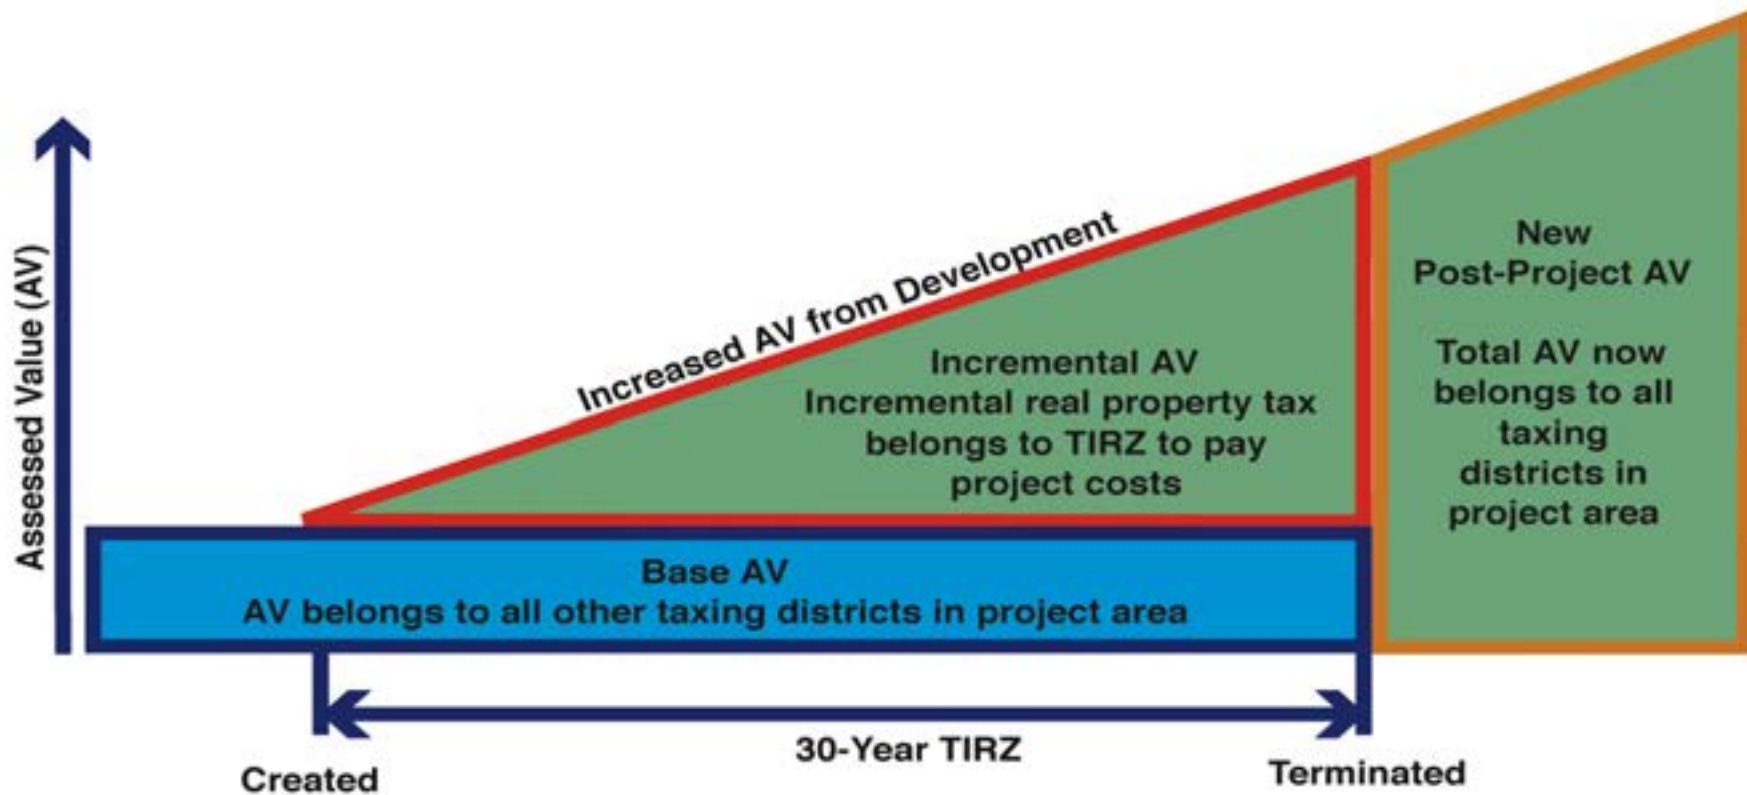 Assessed Value (AV)
Increased AV from Development
Incremental AV
Incremental real property tax
belongs to TIRZ to pay
project costs
New
Post-Project AV
Total AV now
belongs to all
taxing
districts in
project area
Base AV
AV belongs to all other taxing districts in project area
30-Year TIRZ
Created
Terminated